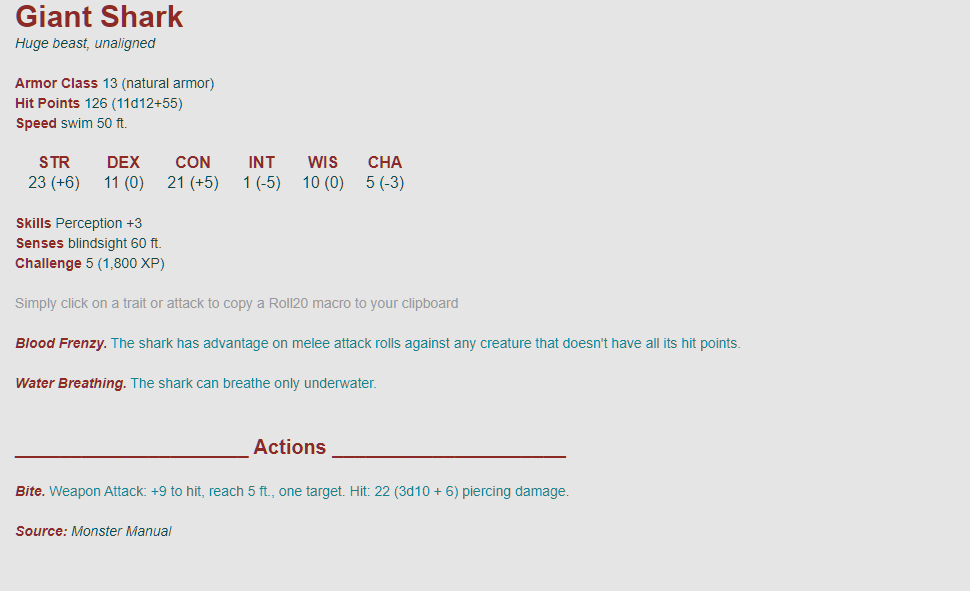 Giant Shark
Huge beast, unaligned
Armor Class 13 (natural armor)
Hit Points 126 (11d12+55)
Speed swim 50 ft.
STR DEX CON INT WIS CHA
23 (+6) 11 (0) 21 (+5) 1 (-5) 10 (0) 5 (-3)
Skills Perception +3
Senses blindsight 60 ft.
Challenge 5 (1,800 XP)
Simply click on a trait or attack to copy a Roll20 macro to your clipboard
Blood Frenzy. The shark has advantage on melee attack rolls against any creature that doesn't have all its hit points.
Water Breathing. The shark can breathe only underwater.
_____________________ Actions _____________________
Bite. Weapon Attack: +9 to hit, reach 5 ft., one target. Hit: 22 (3d10 + 6) piercing damage.
Source: Monster Manual